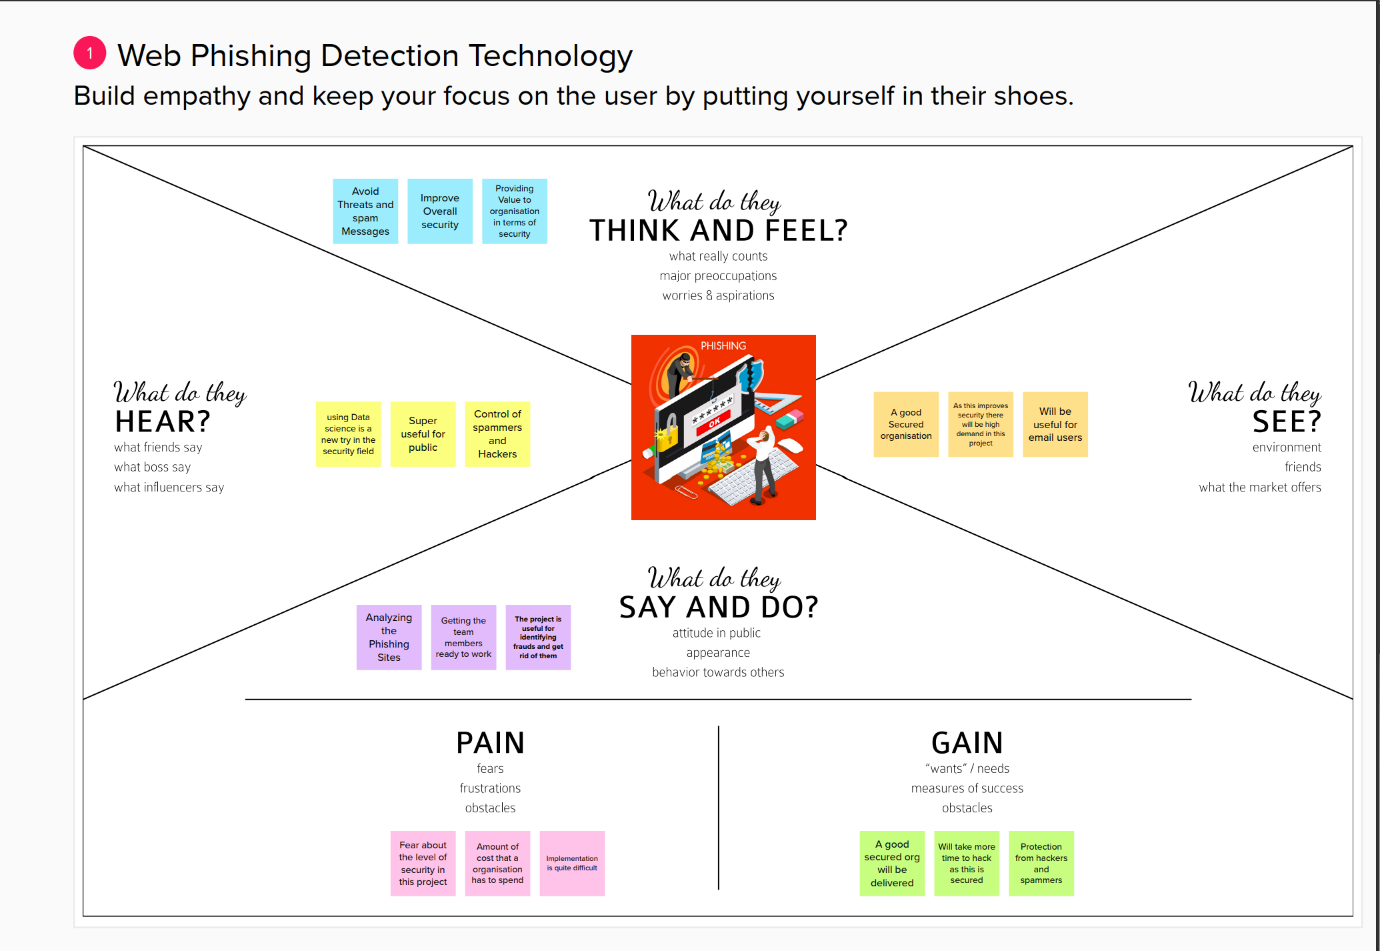 1 Web Phishing Detection Technology
Build empathy and keep your focus on the user by putting yourself in their shoes.
Avoid
Threats and
spam
Messages
Improve
Overall
security
Providing
Value to
organisation
in terms of
security
What do they
THINK AND FEEL?
what really counts
major preoccupations
worries & aspirations
What do they
HEAR?
what friends say
what boss say
what influencers say
using Data
science is a
new try in the
security field
Super
useful for
public
Control of
spammers
and
Hackers
PHISHING
******
OK
A good
Secured
organisation
As this improves
security there
will be high
demand in this
project
Will be
useful for
email users
What do they
SEE?
environment
friends
what the market offers
What do they
SAY AND DO?
attitude in public
appearance
behavior towards others
Analyzing
the
Phishing
Sites
Getting the
team
members
ready to work
The project is
useful for
identifying
frauds and get
rid of them
PAIN
fears
frustrations
obstacles
Fear about
the level of
security in
this project
Amount of
cost that a
organisation
has to spend
Implementation
is quite difficult
GAIN
“wants” / needs
measures of success
obstacles
A good
secured org
will be
delivered
Will take more
time to hack
as this is
secured
Protection
from hackers
and
spammers